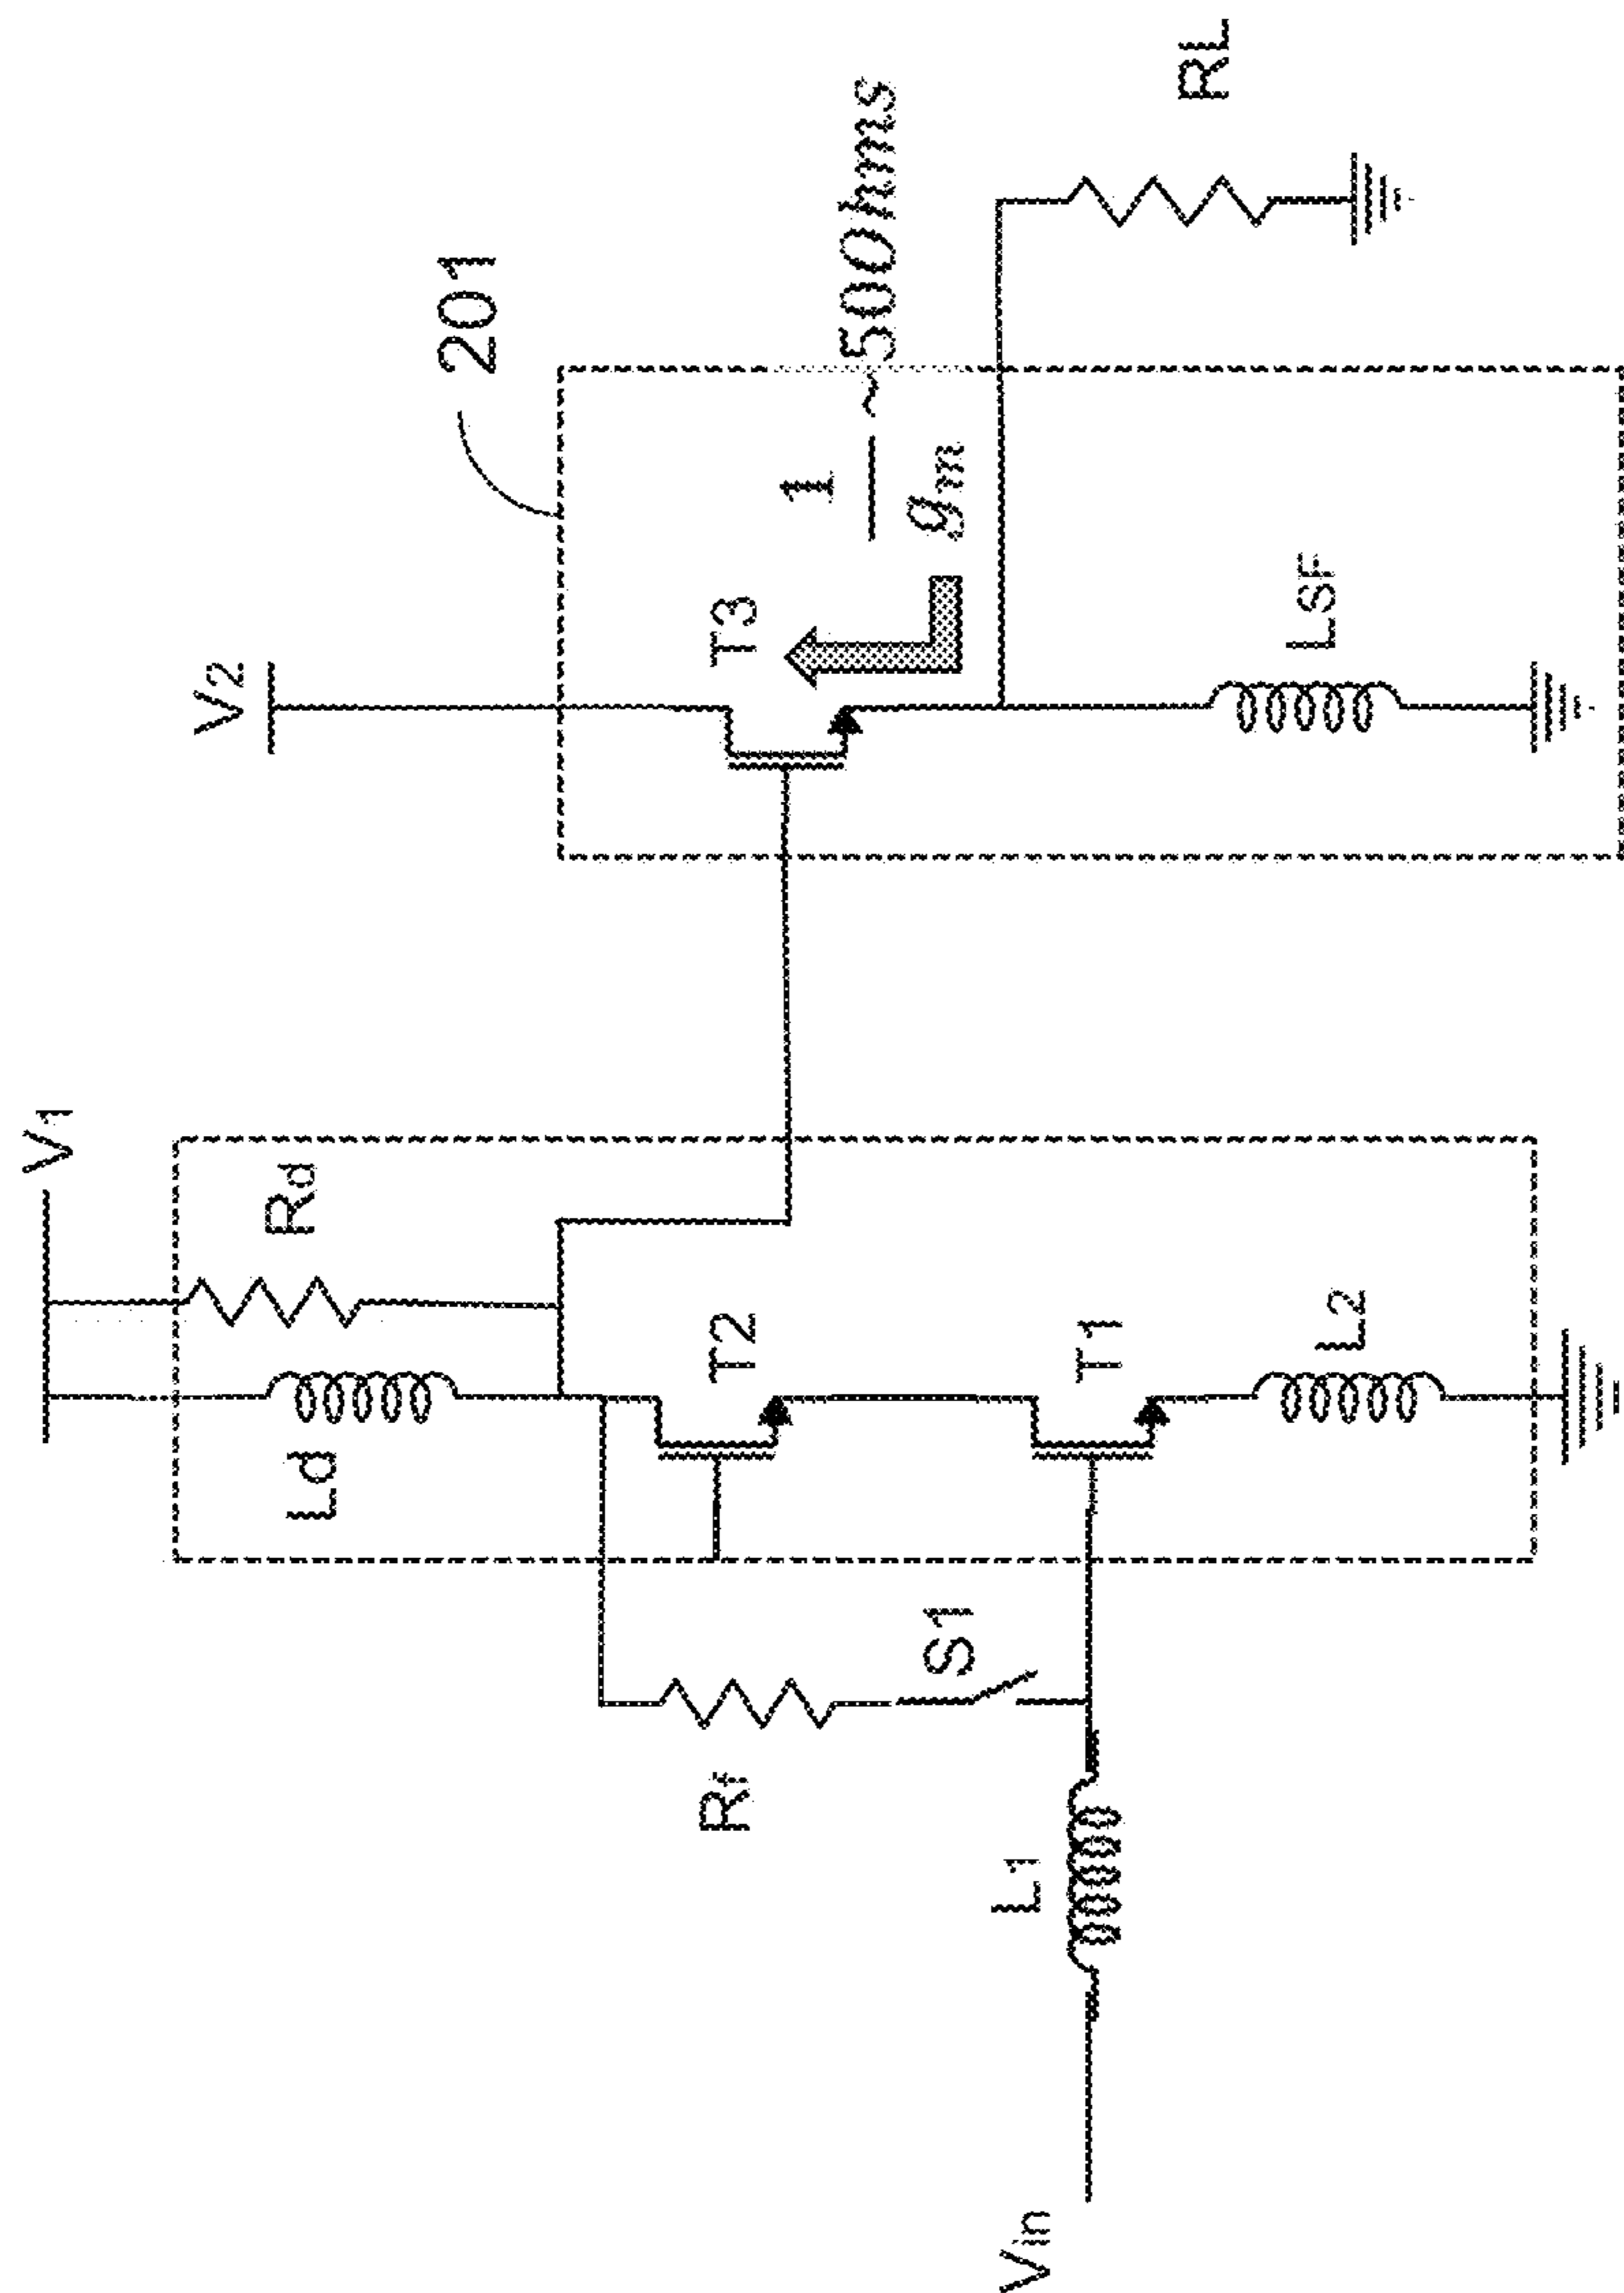 V1
Rd
Ld
T2
T1
L2
Rf
S1
L1
Vin
V2
201
T3
1
gm
~50Ohms
LSF
RL